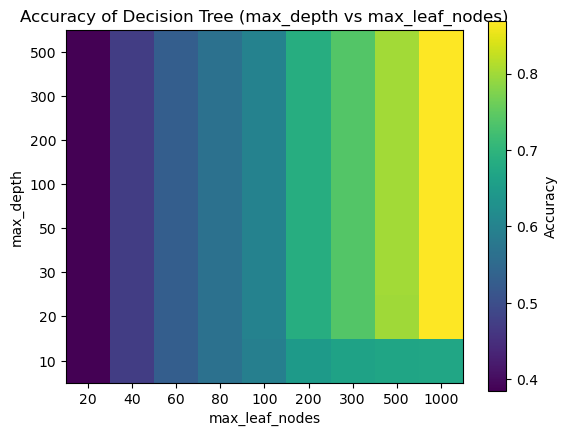 Accuracy of Decision Tree (max_depth vs max_leaf_nodes)
max_depth
500
300
200
100
50
30
20
10
20 40 60 80 100 200 300 500 1000
max_leaf_nodes
0.8
0.7
0.6
0.5
0.4
Accuracy